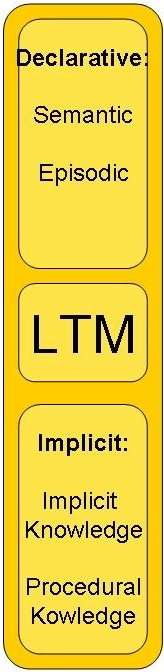 Declarative:
Semantic
Episodic
LTM
Implicit:
Implicit
Knowledge
Procedural
Kowledge